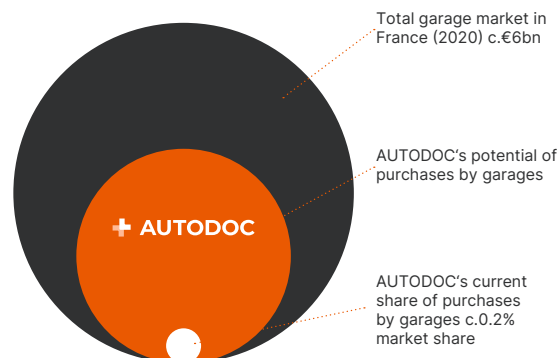 Total garage market in
France (2020) c.€6bn
AUTODOC‘s potential of
purchases by garages
AUTODOC
AUTODOC‘s current
share of purchases
by garages c.0.2%
market share